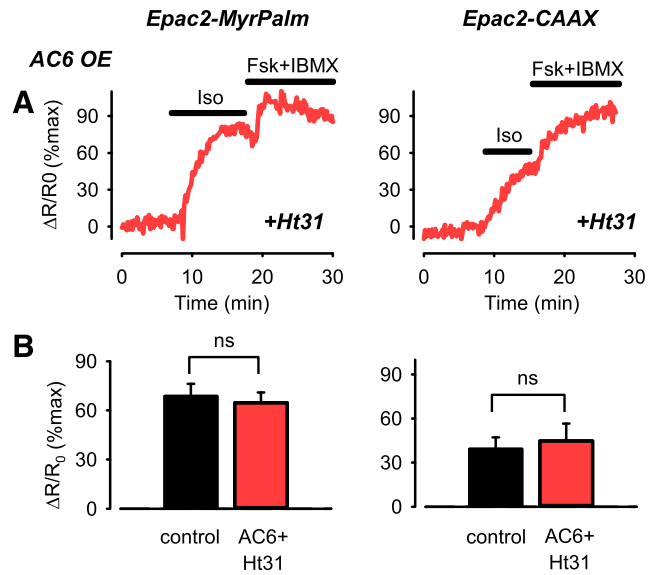 Epac2-MyrPalm
Epac2-CAAX
AC6 OE
A
ΔR/R0 (%max)
90
60
30
0
Iso
Fsk+IBMX
+Ht31
0
10
20
30
Time (min)
90
60
30
0
Iso
Fsk+IBMX
+Ht31
0
10
20
30
Time (min)
B
ΔR/R0 (%max)
90
60
30
0
ns
control
AC6+
Ht31
90
60
30
0
ns
control
AC6+
Ht31